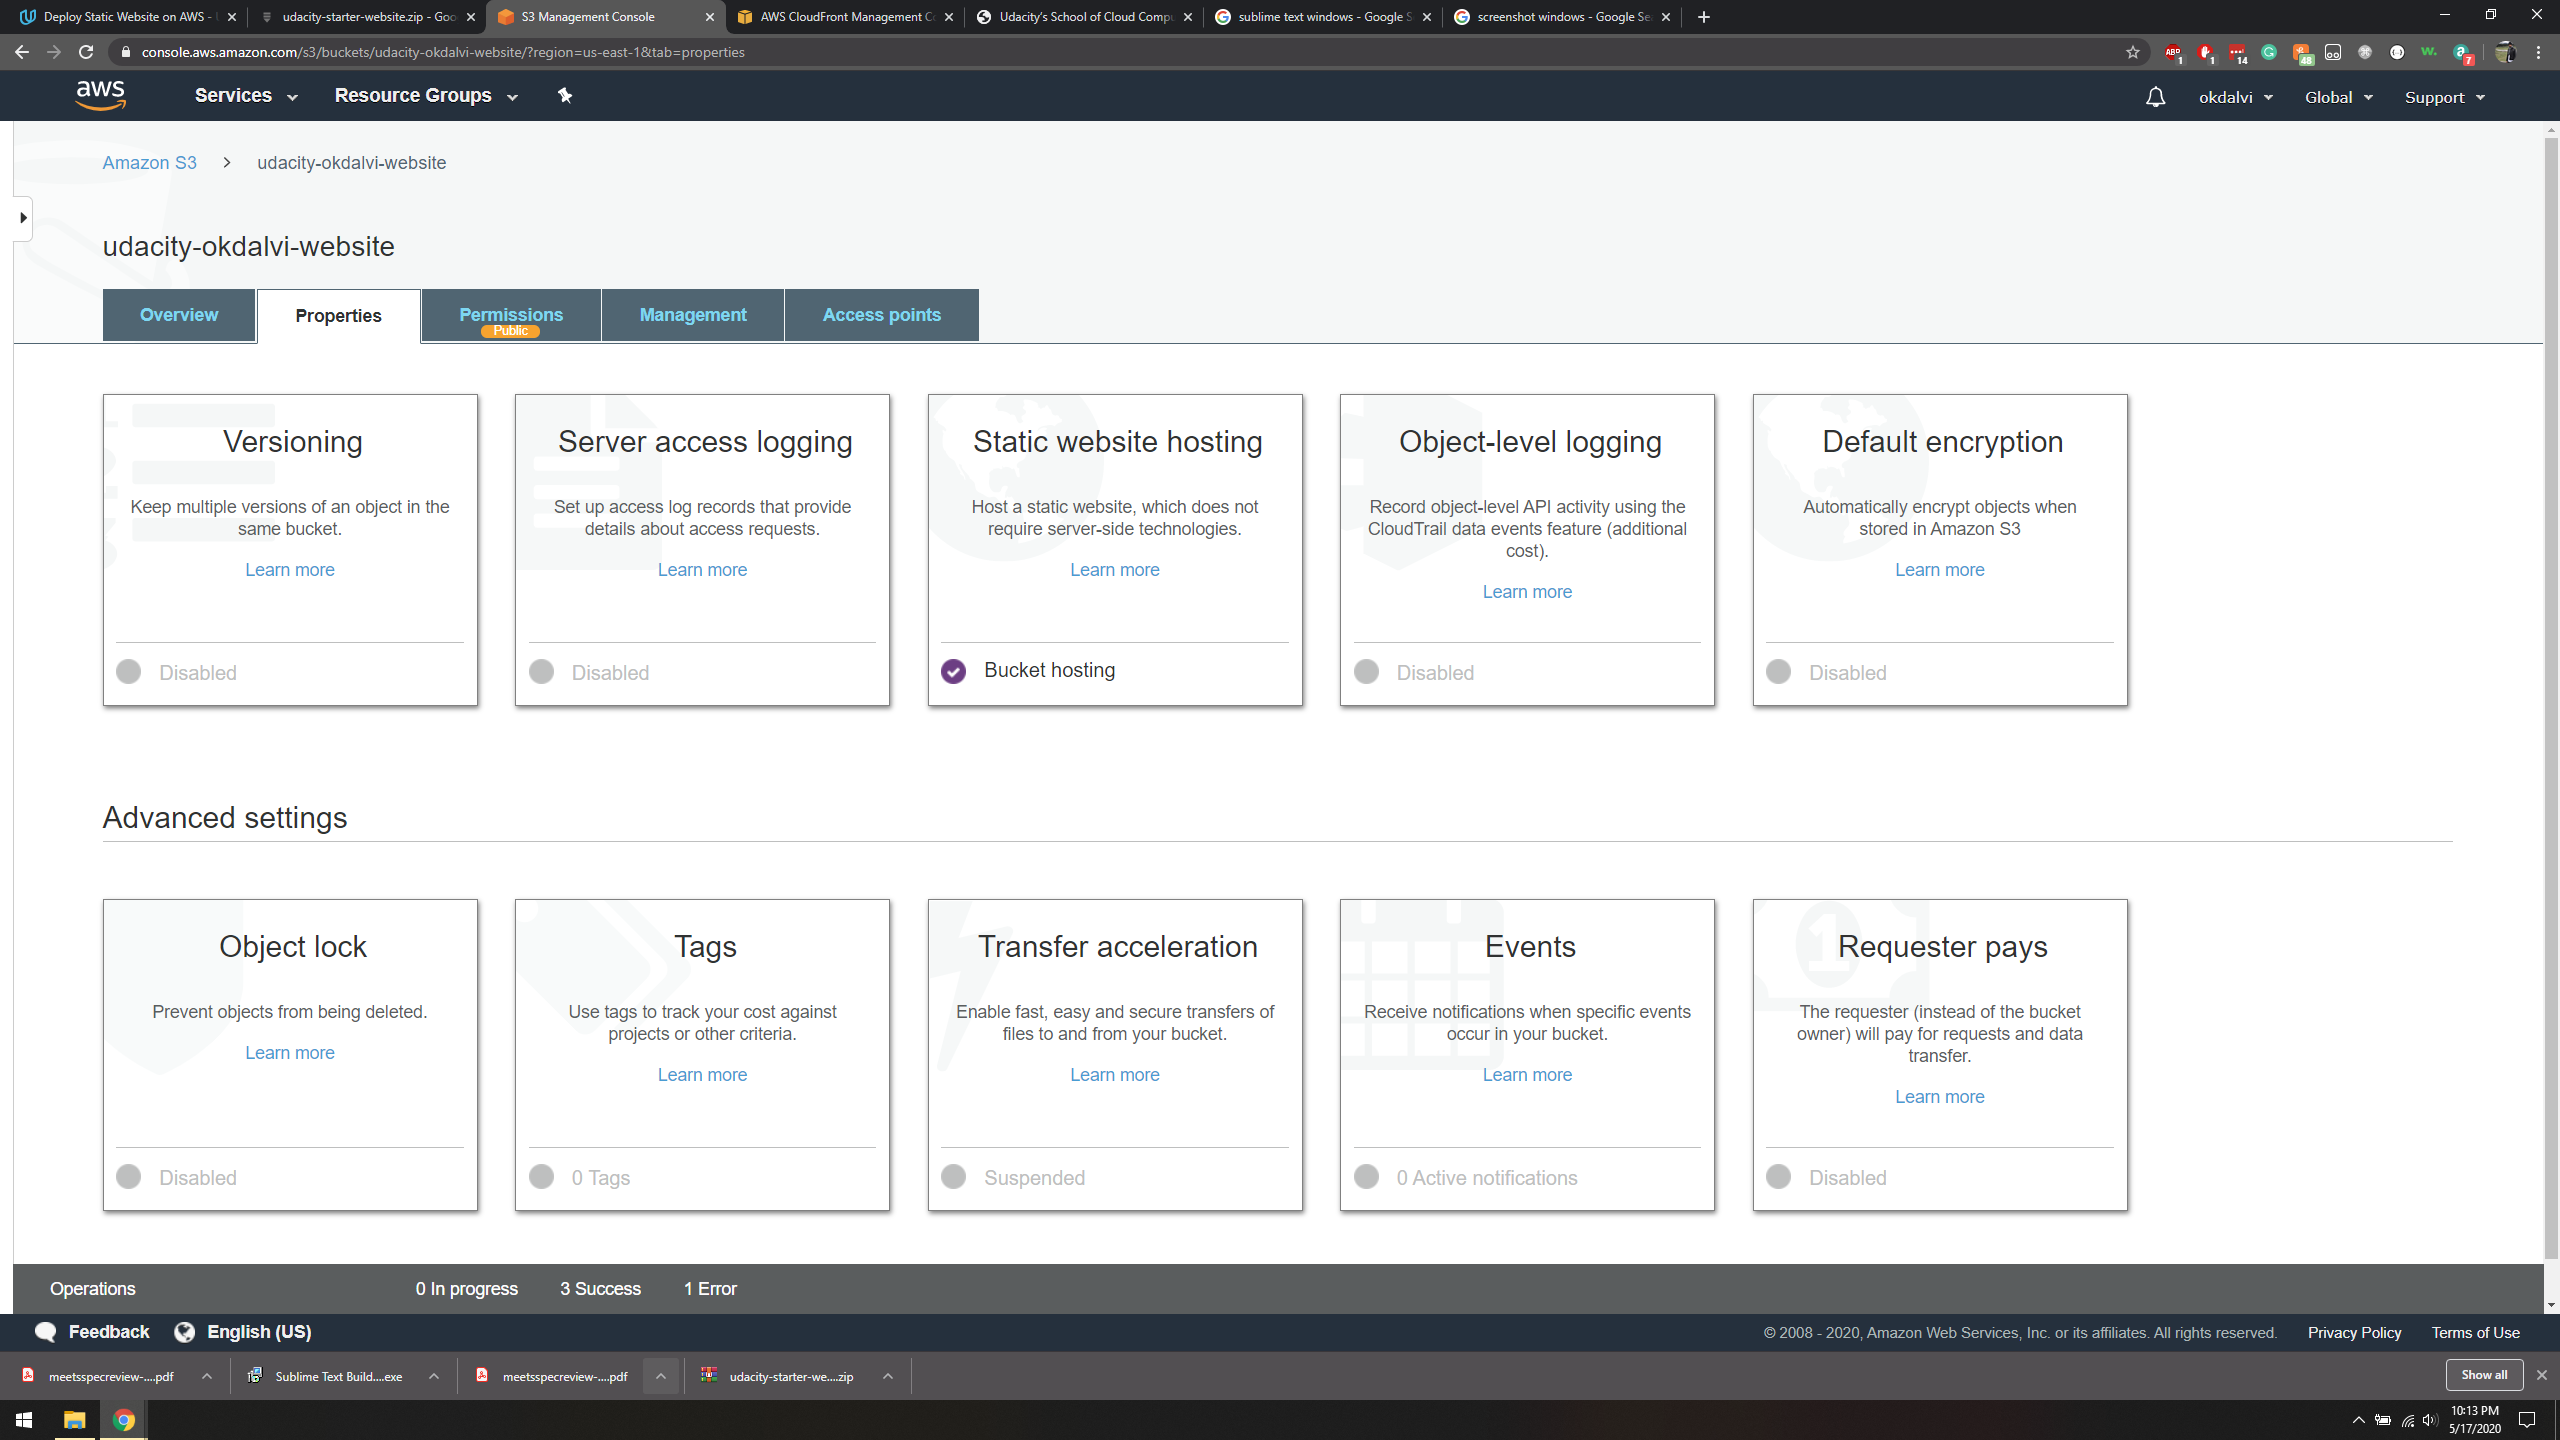 Deploy Static Website on AWS -
udacity-starter-website.zip - Goo
S3 Management Console
AWS CloudFront Management C
Udacity's School of Cloud Compu
sublime text windows - Google S
screenshot windows - Google Se
console.aws.amazon.com/s3/buckets/udacity-okdalvi-website/?region=us-east-1&tab=properties
aws
Services
Resource Groups
okdalvi
Global
Support
Amazon S3 > udacity-okdalvi-website
udacity-okdalvi-website
Overview
Properties
Permissions
Public
Management
Access points
Versioning
Keep multiple versions of an object in the
same bucket.
Learn more
Disabled
Server access logging
Set up access log records that provide
details about access requests.
Learn more
Disabled
Static website hosting
Host a static website, which does not
require server-side technologies.
Learn more
Bucket hosting
Object-level logging
Record object-level API activity using the
CloudTrail data events feature (additional
cost).
Learn more
Disabled
Default encryption
Automatically encrypt objects when
stored in Amazon S3
Learn more
Disabled
Advanced settings
Object lock
Prevent objects from being deleted.
Learn more
Disabled
Tags
Use tags to track your cost against
projects or other criteria.
Learn more
0 Tags
Transfer acceleration
Enable fast, easy and secure transfers of
files to and from your bucket.
Learn more
Suspended
Events
Receive notifications when specific events
occur in your bucket.
Learn more
0 Active notifications
Requester pays
The requester (instead of the bucket
owner) will pay for requests and data
transfer.
Learn more
Disabled
Operations
0 In progress
3 Success
1 Error
Feedback
English (US)
© 2008 - 2020, Amazon Web Services, Inc. or its affiliates. All rights reserved.
Privacy Policy
Terms of Use
meetsspecreview-....pdf
Sublime Text Build....exe
meetsspecreview-....pdf
udacity-starter-we....zip
Show all
10:13 PM
5/17/2020